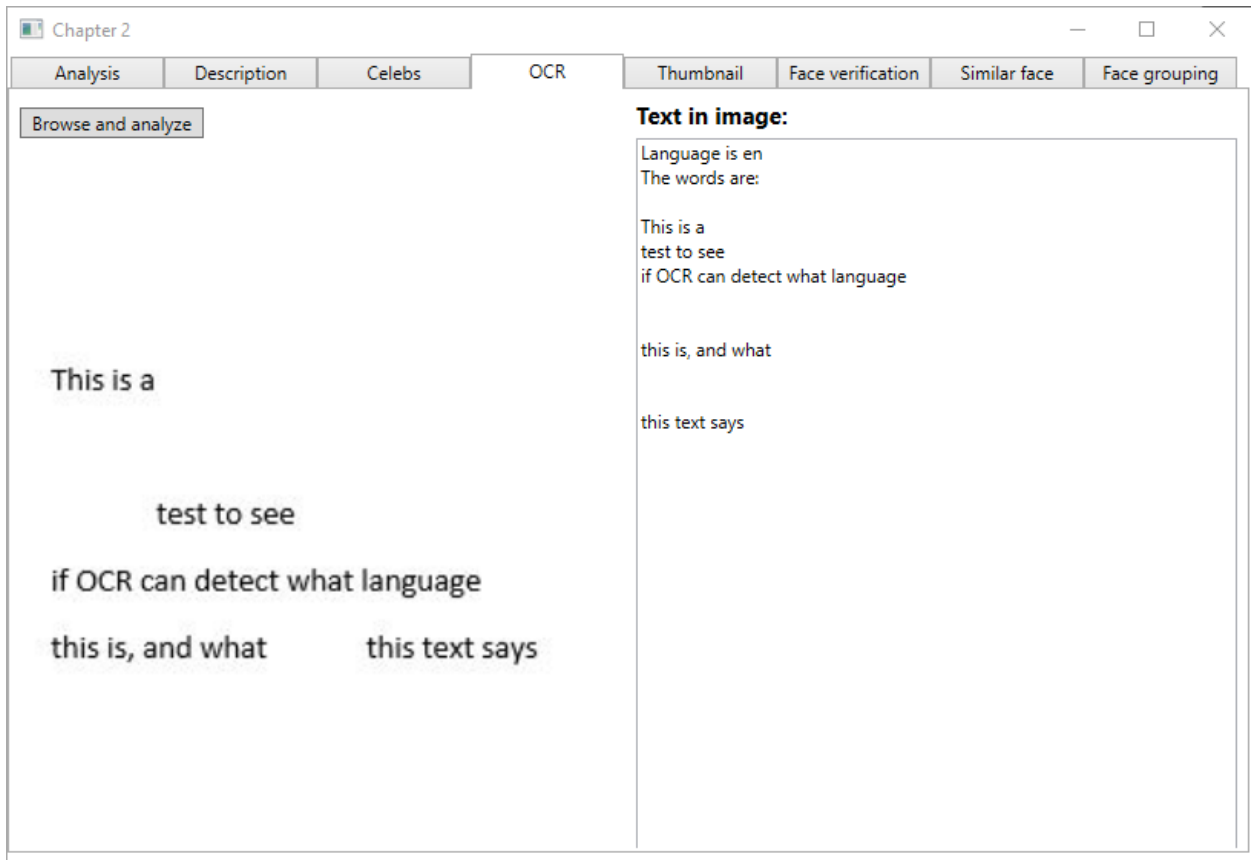 Chapter 2
Analysis Description Celebs OCR Thumbnail Face verification Similar face Face grouping
Browse and analyze
This is a
test to see
if OCR can detect what language
this is, and what this text says
Text in image:
Language is en
The words are:
This is a
test to see
if OCR can detect what language
this is, and what
this text says